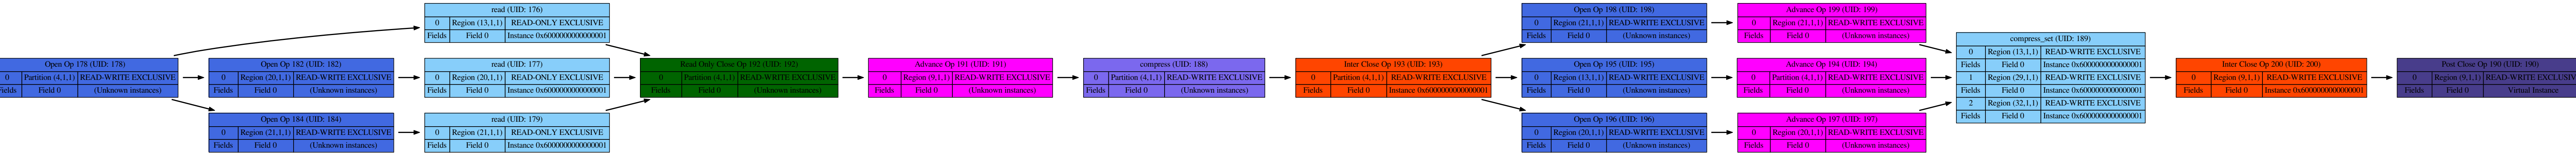 Open Op 178 (UID: 178)
0 Partition (4,1,1) READ-WRITE EXCLUSIVE
Fields Field 0 (Unknown instances)
read (UID: 176)
0 Region (13,1,1) READ-ONLY EXCLUSIVE
Fields Field 0 Instance 0x6000000000000001
Open Op 182 (UID: 182)
0 Region (20,1,1) READ-WRITE EXCLUSIVE
Fields Field 0 (Unknown instances)
read (UID: 177)
0 Region (20,1,1) READ-ONLY EXCLUSIVE
Fields Field 0 Instance 0x6000000000000001
Open Op 184 (UID: 184)
0 Region (21,1,1) READ-WRITE EXCLUSIVE
Fields Field 0 (Unknown instances)
read (UID: 179)
0 Region (21,1,1) READ-ONLY EXCLUSIVE
Fields Field 0 Instance 0x6000000000000001
Read Only Close Op 192 (UID: 192)
0 Partition (4,1,1) READ-WRITE EXCLUSIVE
Fields Field 0 (Unknown instances)
Advance Op 191 (UID: 191)
0 Region (9,1,1) READ-WRITE EXCLUSIVE
Fields Field 0 (Unknown instances)
compress (UID: 188)
0 Partition (4,1,1) READ-WRITE EXCLUSIVE
Fields Field 0 (Unknown instances)
Inter Close Op 193 (UID: 193)
0 Partition (4,1,1) READ-WRITE EXCLUSIVE
Fields Field 0 Instance 0x6000000000000001
Open Op 198 (UID: 198)
0 Region (21,1,1) READ-WRITE EXCLUSIVE
Fields Field 0 (Unknown instances)
Advance Op 199 (UID: 199)
0 Region (21,1,1) READ-WRITE EXCLUSIVE
Fields Field 0 (Unknown instances)
Open Op 195 (UID: 195)
0 Region (13,1,1) READ-WRITE EXCLUSIVE
Fields Field 0 (Unknown instances)
Advance Op 194 (UID: 194)
0 Partition (4,1,1) READ-WRITE EXCLUSIVE
Fields Field 0 (Unknown instances)
Open Op 196 (UID: 196)
0 Region (20,1,1) READ-WRITE EXCLUSIVE
Fields Field 0 (Unknown instances)
Advance Op 197 (UID: 197)
0 Region (20,1,1) READ-WRITE EXCLUSIVE
Fields Field 0 (Unknown instances)
compress_set (UID: 189)
0 Region (13,1,1) READ-WRITE EXCLUSIVE
Fields Field 0 Instance 0x6000000000000001
1 Region (29,1,1) READ-WRITE EXCLUSIVE
Fields Field 0 Instance 0x6000000000000001
2 Region (32,1,1) READ-WRITE EXCLUSIVE
Fields Field 0 Instance 0x6000000000000001
Inter Close Op 200 (UID: 200)
0 Region (9,1,1) READ-WRITE EXCLUSIVE
Fields Field 0 Instance 0x6000000000000001
Post Close Op 190 (UID: 190)
0 Region (9,1,1) READ-WRITE EXCLUSIV
Fields Field 0 Virtual Instance